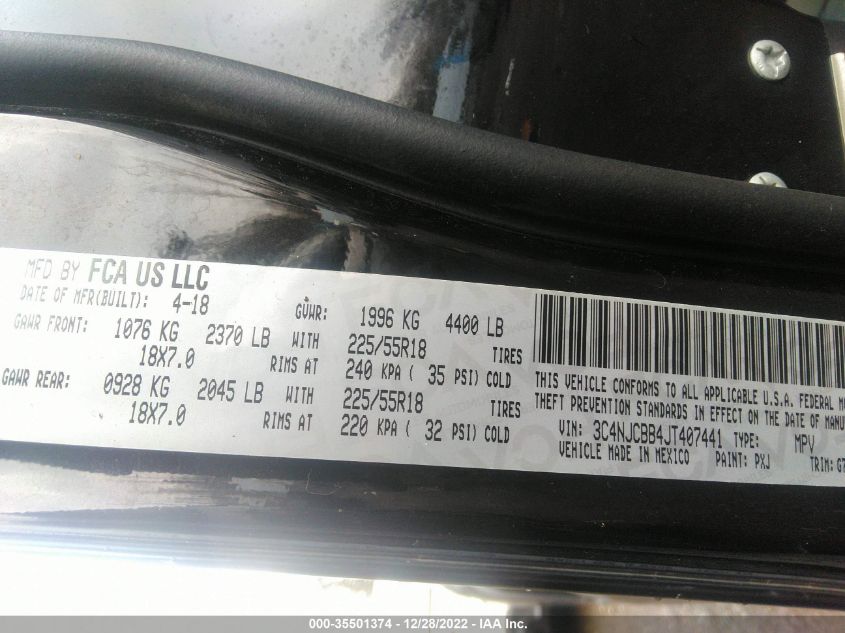 MFD BY FCA US LLC
DATE OF MFR(BUILT): 4-18 GVWR: 1996 KG 4400 LB
GAWR FRONT: 1076 KG 2370 LB WITH 225/55R18 TIRES
18X7.0 RIMS AT 240 KPA ( 35 PSI) COLD
GAWR REAR: 0928 KG 2045 LB WITH 225/55R18 TIRES
18X7.0 RIMS AT 220 KPA ( 32 PSI) COLD
THIS VEHICLE CONFORMS TO ALL APPLICABLE U.S.A. FEDERAL
THEFT PREVENTION STANDARDS IN EFFECT ON THE DATE OF
VIN: 3C4NJCBB4JT407441 TYPE: MPV
VEHICLE MADE IN MEXICO PAINT: PXJ TRIM:
000-35501374 | 12/28/2022 - IAA Inc.